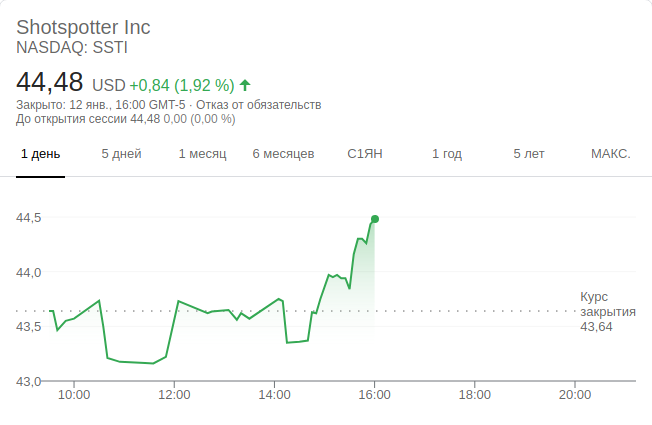 Shotspotter Inc
NASDAQ: SSTI
44,48 USD +0,84 (1,92 %)
Закрыто: 12 янв., 16:00 GMT-5 · Отказ от обязательств
До открытия сессии 44,48 0,00 (0,00 %)
1 день 5 дней 1 месяц 6 месяцев С1ЯН 1 год 5 лет МАКС.
44,5
44,0
43,5
43,0
Курс
закрытия
43,64
10:00 12:00 14:00 16:00 18:00 20:00